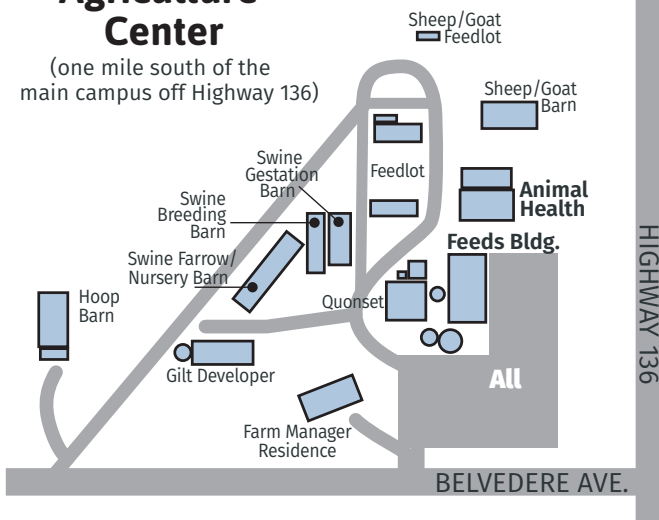 Agriculture
Center
(one mile south of the
main campus off Highway 136)
Sheep/Goat
Feedlot
Sheep/Goat
Barn
Swine
Gestation
Barn
Feedlot
Animal
Health
Swine
Breeding
Barn
Feeds Bldg.
Swine Farrow/
Nursery Barn
Hoop
Barn
Quonset
HIGHWAY 136
Gilt Developer
All
Farm Manager
Residence
BELVEDERE AVE.